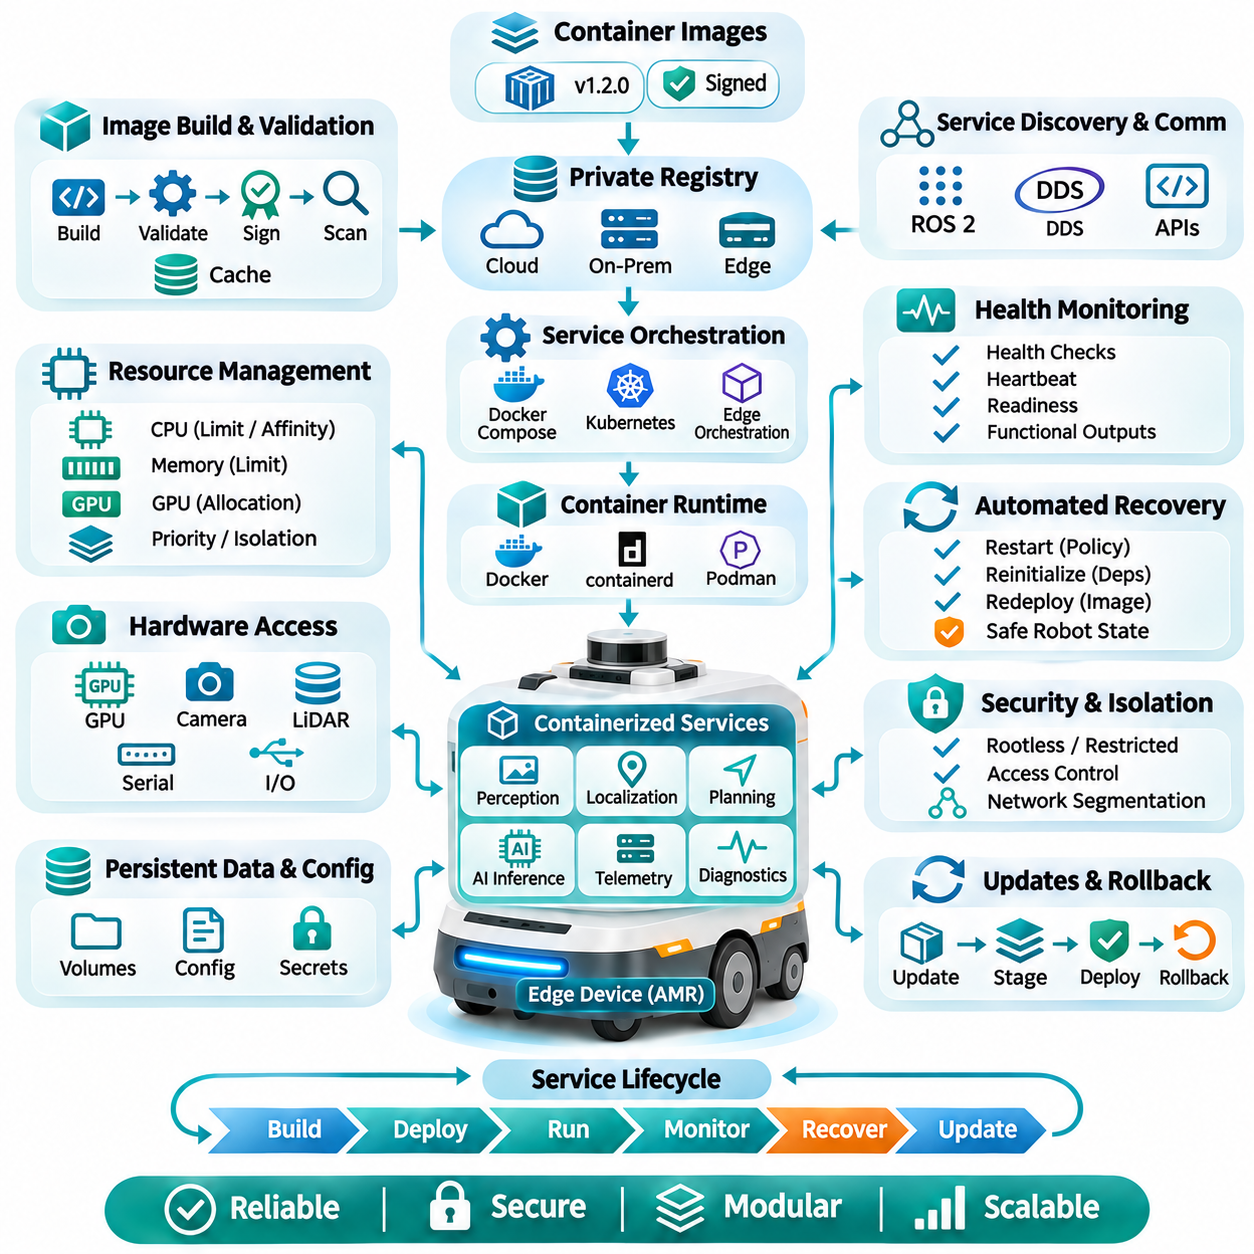 Container Images
v1.2.0
Signed
Image Build & Validation
Build
Validate
Sign
Scan
Cache
Private Registry
Cloud
On-Prem
Edge
Service Discovery & Comm
ROS 2
DDS
DDS
APIs
Service Orchestration
Docker
Compose
Kubernetes
Edge
Orchestration
Health Monitoring
Health Checks
Heartbeat
Readiness
Functional Outputs
Resource Management
CPU (Limit / Affinity)
Memory (Limit)
GPU
GPU (Allocation)
Priority / Isolation
Container Runtime
Docker
d
containerd
P
Podman
Automated Recovery
Restart (Policy)
Reinitialize (Deps)
Redeploy (Image)
Safe Robot State
Hardware Access
GPU
GPU
Camera
LiDAR
Serial
I/O
Containerized Services
Perception
Localization
Planning
AI
AI Inference
Telemetry
Diagnostics
Edge Device (AMR)
Security & Isolation
Rootless / Restricted
Access Control
Network Segmentation
Persistent Data & Config
Volumes
Config
Secrets
Updates & Rollback
Update
Stage
Deploy
Rollback
Service Lifecycle
Build
Deploy
Run
Monitor
Recover
Update
Reliable
Secure
Modular
Scalable